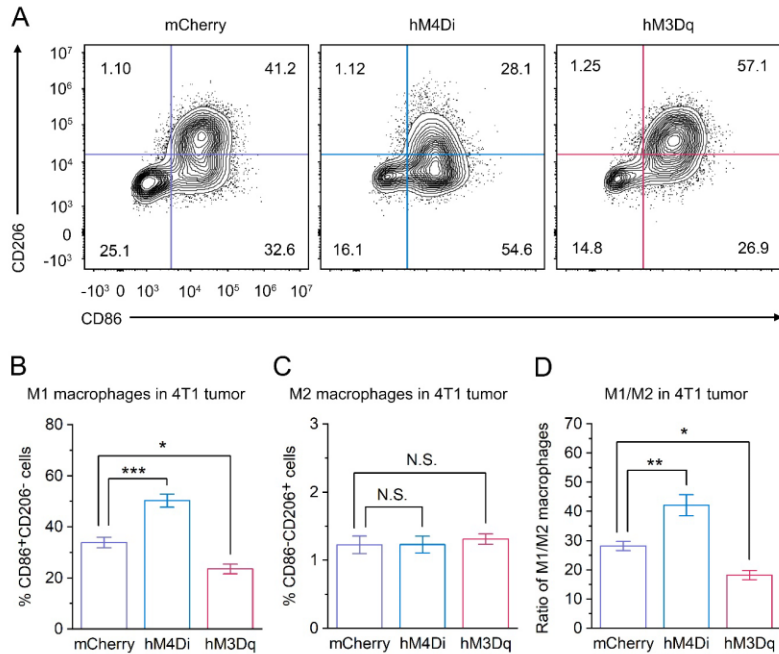 A
mCherry
hM4Di
hM3Dq
CD206
10⁷
10⁶
10⁵
10⁴
10³
0
-10³
1.10
41.2
25.1
32.6
1.12
28.1
16.1
54.6
1.25
57.1
14.8
26.9
-10³ 0 10³ 10⁴ 10⁵ 10⁶ 10⁷
CD86
B
M1 macrophages in 4T1 tumor
% CD86⁺CD206⁻ cells
80
60
40
20
0
*
***
mCherry hM4Di hM3Dq
C
M2 macrophages in 4T1 tumor
% CD86⁻CD206⁺ cells
3
2
1
0
N.S.
N.S.
mCherry hM4Di hM3Dq
D
M1/M2 in 4T1 tumor
Ratio of M1/M2 macrophages
70
60
50
40
30
20
10
0
*
**
mCherry hM4Di hM3Dq